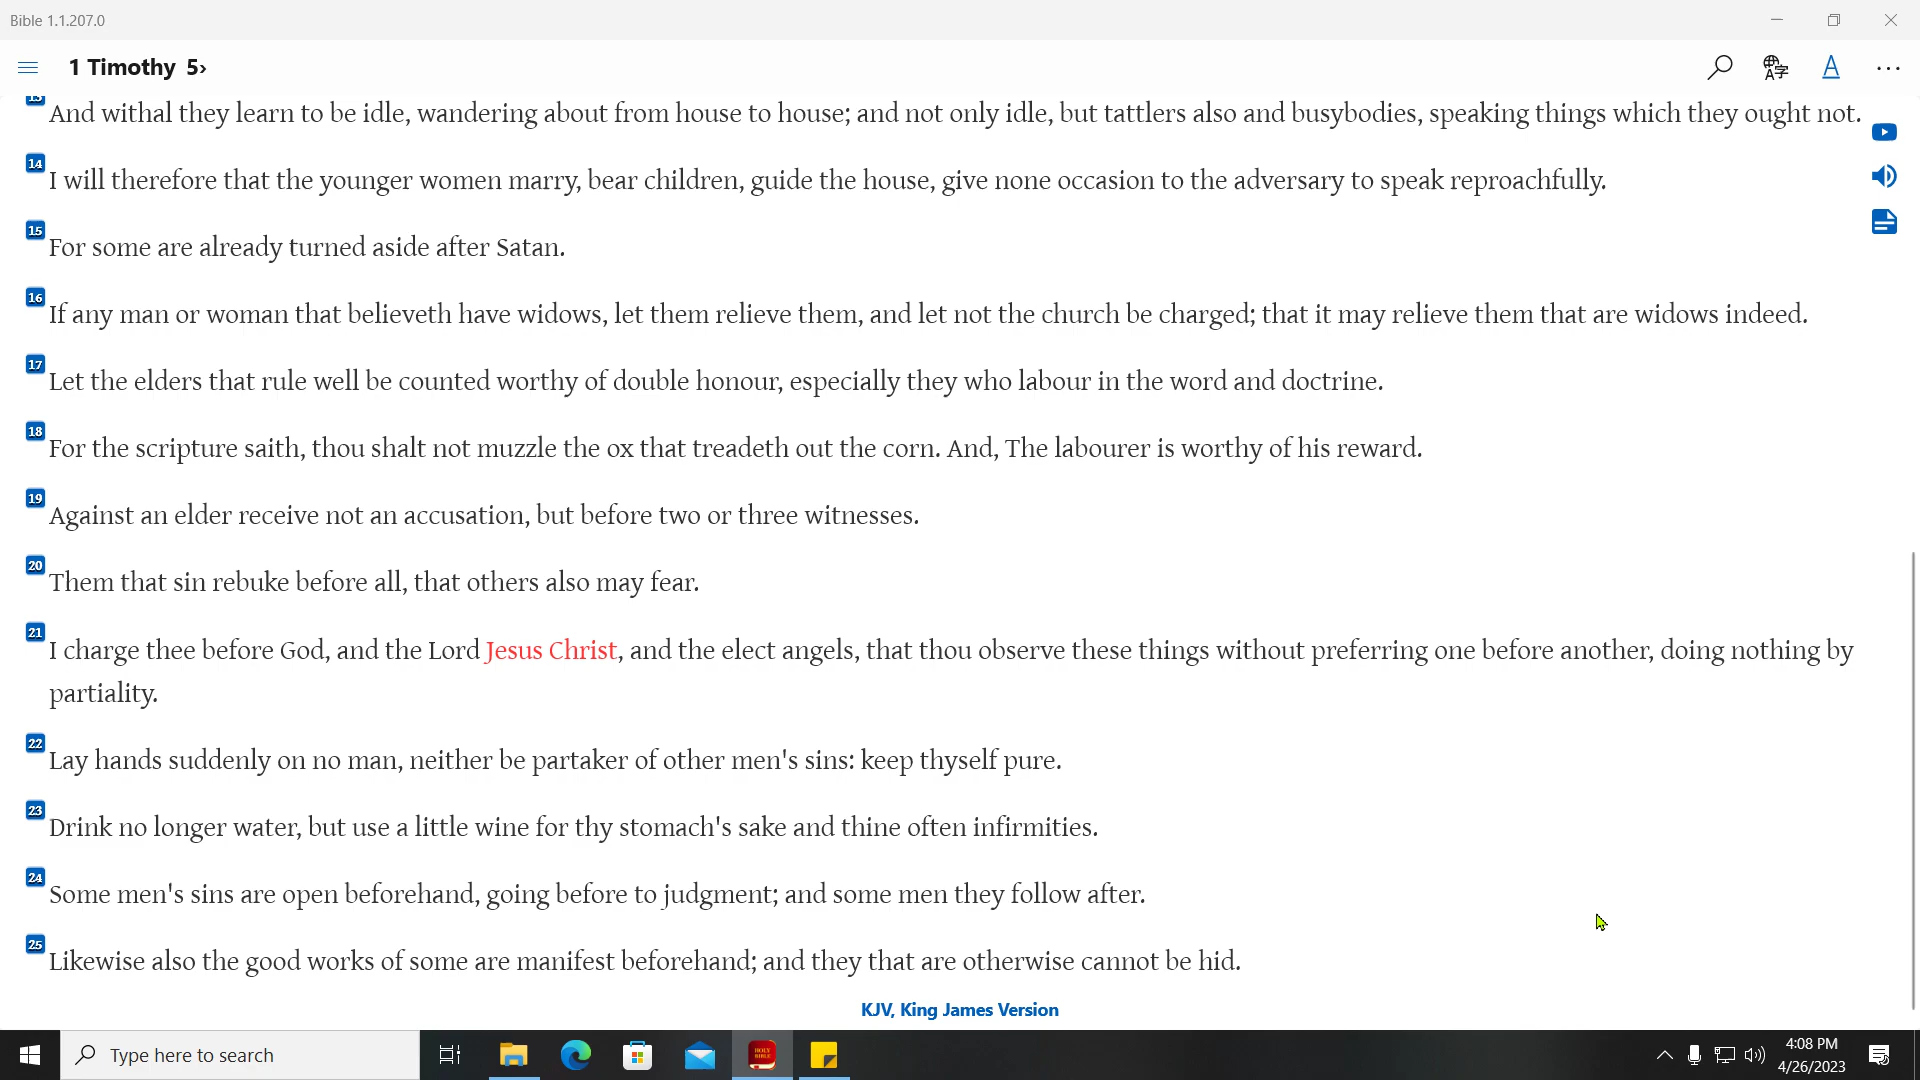 Bible 1.1.207.0
1 Timothy 5›
13 And withal they learn to be idle, wandering about from house to house; and not only idle, but tattlers also and busybodies, speaking things which they ought not.
14 I will therefore that the younger women marry, bear children, guide the house, give none occasion to the adversary to speak reproachfully.
15 For some are already turned aside after Satan.
16 If any man or woman that believeth have widows, let them relieve them, and let not the church be charged; that it may relieve them that are widows indeed.
17 Let the elders that rule well be counted worthy of double honour, especially they who labour in the word and doctrine.
18 For the scripture saith, thou shalt not muzzle the ox that treadeth out the corn. And, The labourer is worthy of his reward.
19 Against an elder receive not an accusation, but before two or three witnesses.
20 Them that sin rebuke before all, that others also may fear.
21 I charge thee before God, and the Lord Jesus Christ, and the elect angels, that thou observe these things without preferring one before another, doing nothing by
partiality.
22 Lay hands suddenly on no man, neither be partaker of other men's sins: keep thyself pure.
23 Drink no longer water, but use a little wine for thy stomach's sake and thine often infirmities.
24 Some men's sins are open beforehand, going before to judgment; and some men they follow after.
25 Likewise also the good works of some are manifest beforehand; and they that are otherwise cannot be hid.
KJV, King James Version
Type here to search
HOLY BIBLE
4:08 PM
4/26/2023